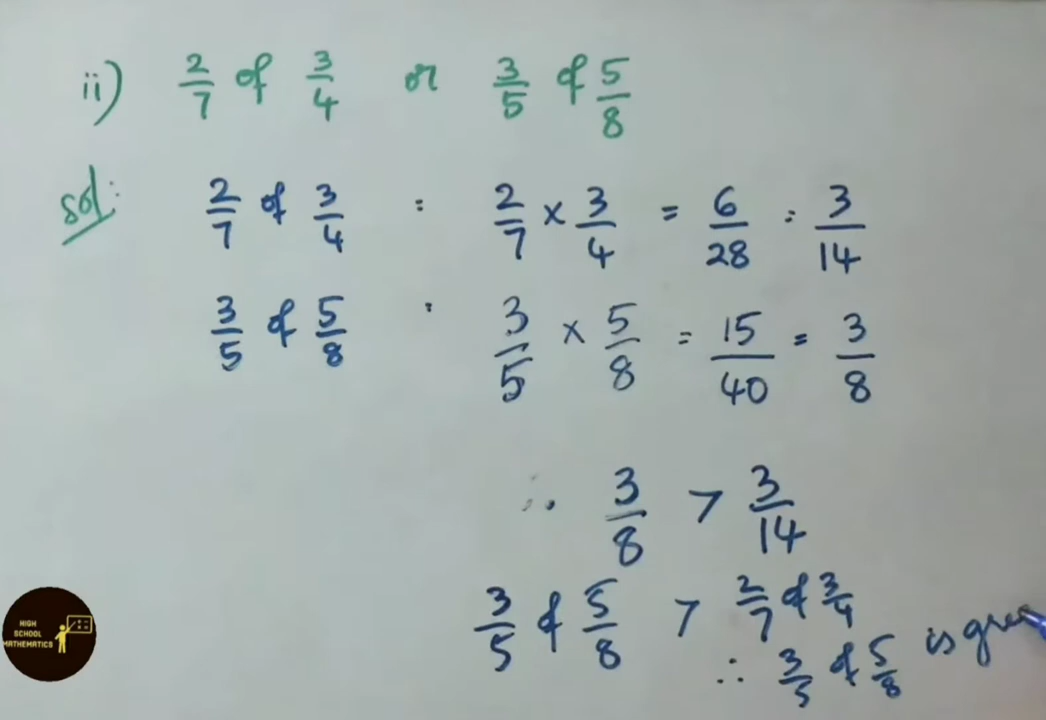 ii) 2/7 of 3/4 or 3/5 of 5/8
sol:
2/7 of 3/4 = 2/7 × 3/4 = 6/28 = 3/14
3/5 of 5/8 = 3/5 × 5/8 = 15/40 = 3/8
∴ 3/8 > 3/14
3/5 of 5/8 > 2/7 of 3/4
∴ 3/5 of 5/8 is grea
HIGH
SCHOOL
MATHEMATICS